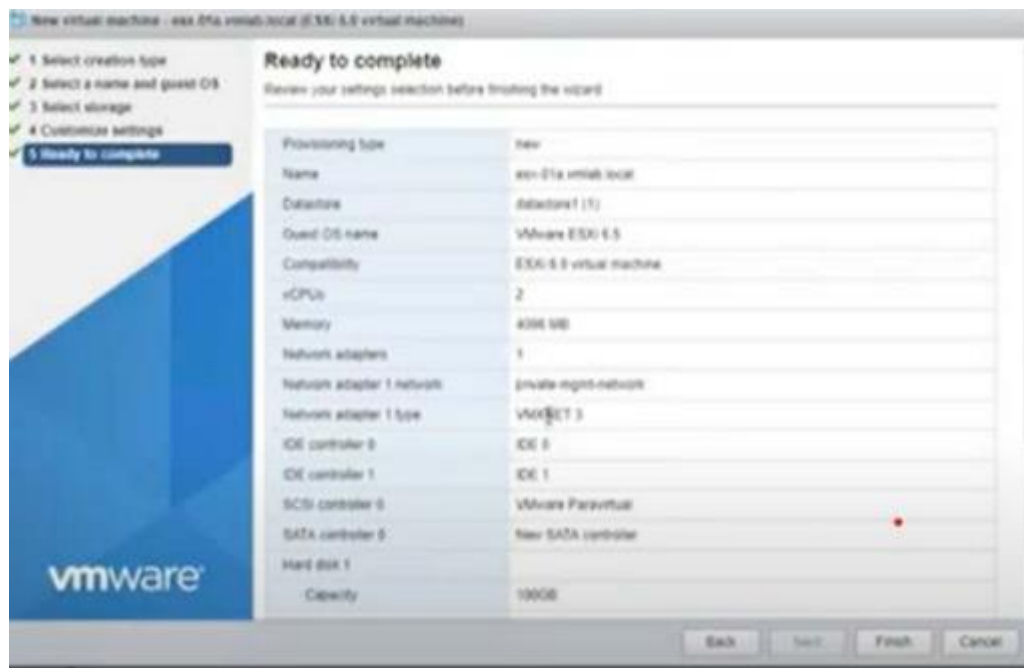 New virtual machine - esx-01a.vmlab.local (ESXi 6.0 virtual machine)
1 Select creation type
2 Select a name and guest OS
3 Select storage
4 Customize settings
5 Ready to complete
Ready to complete
Review your settings selection before finishing the wizard
Provisioning type new
Name esx-01a.vmlab.local
Datastore datastore1 (1)
Guest OS name VMware ESXi 6.5
Compatibility virtual machine
vCPUs 2
Memory 4096 MB
Network adapters 1
Network adapter 1 network private-mgmt-network
Network adapter 1 type VMXNET 3
IDE controller 0 IDE 0
IDE controller 1 IDE 1
SCSI controller 0 VMware Paravirtual
SATA controller 0 New SATA controller
Hard disk 1
Capacity 100GB
vmware
Back Next Finish Cancel